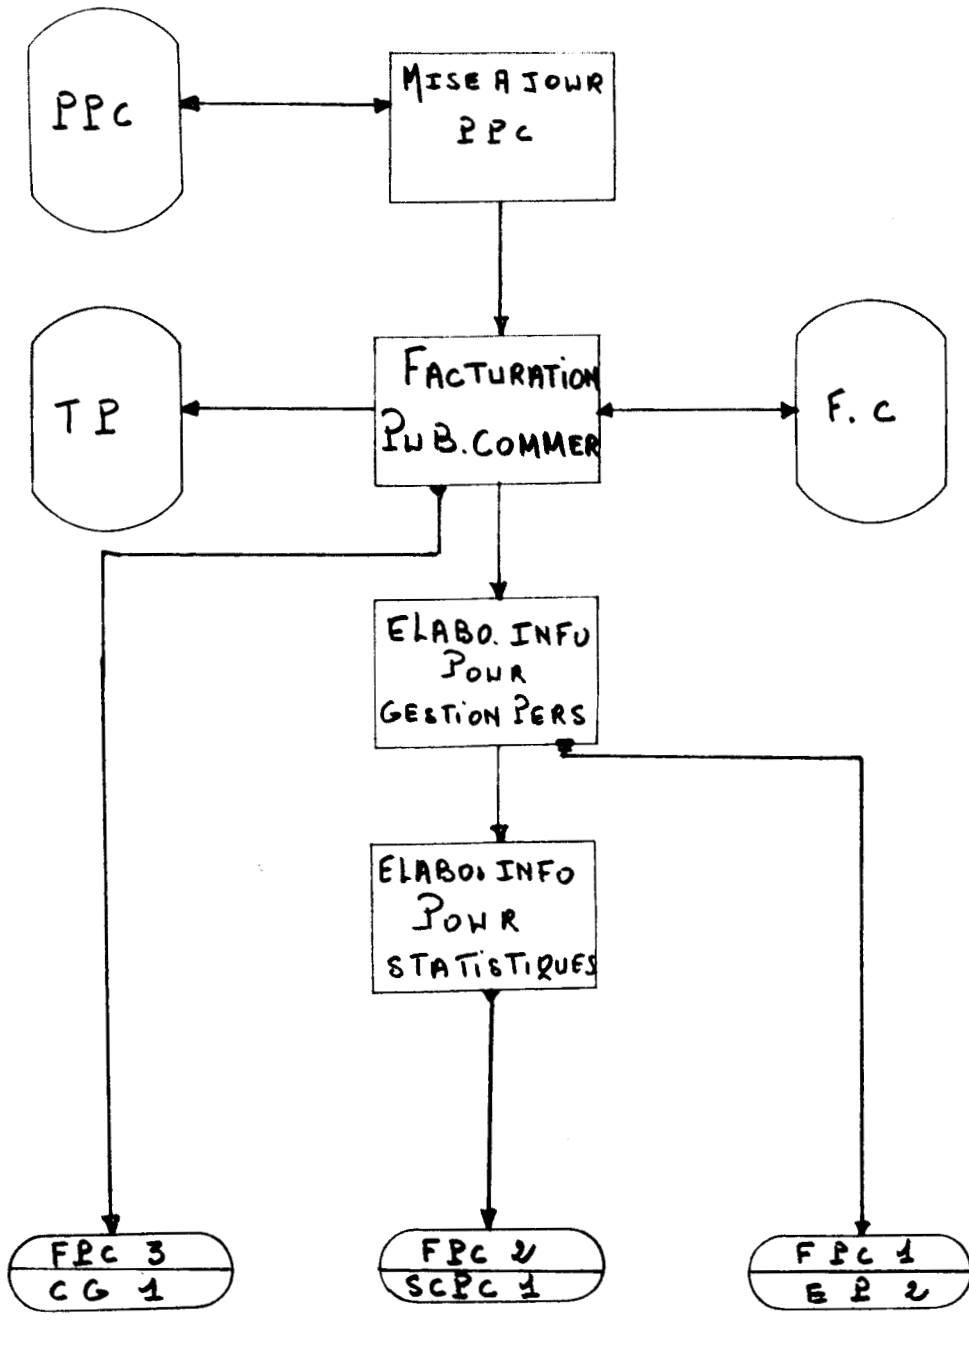 PPC
MISE A JOUR
PPC
TP
FACTURATION
PUB. COMMER
F. C
ELABO. INFO
POUR
GESTION PERS
ELABO. INFO
POUR
STATISTIQUES
FPC 3
CG 1
FPC 2
SCPC 1
FPC 1
EP 2